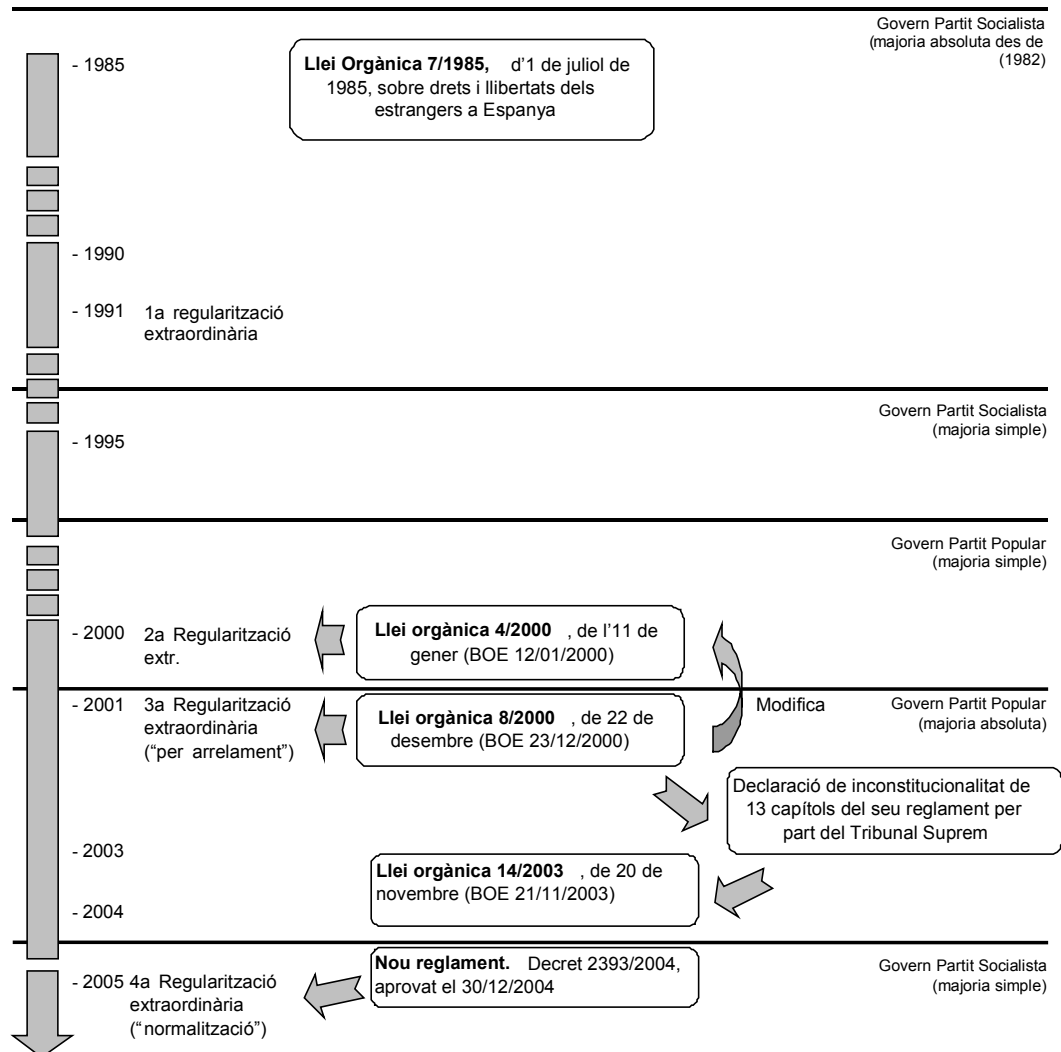 Govern Partit Socialista
(majoria absoluta des de
(1982)
- 1985
Llei Orgànica 7/1985, d'1 de juliol de
1985, sobre drets i llibertats dels
estrangers a Espanya
- 1990
- 1991 1a regularització
extraordinària
Govern Partit Socialista
(majoria simple)
- 1995
Govern Partit Popular
(majoria simple)
- 2000 2a Regularització
extr.
Llei orgànica 4/2000 , de l'11 de
gener (BOE 12/01/2000)
- 2001 3a Regularització
extraordinària
("per arrelament")
Llei orgànica 8/2000 , de 22 de
desembre (BOE 23/12/2000)
Modifica
Govern Partit Popular
(majoria absoluta)
Declaració de inconstitucionalitat de
13 capítols del seu reglament per
part del Tribunal Suprem
- 2003
Llei orgànica 14/2003 , de 20 de
novembre (BOE 21/11/2003)
- 2004
Nou reglament. Decret 2393/2004,
aprovat el 30/12/2004
Govern Partit Socialista
(majoria simple)
- 2005 4a Regularització
extraordinària
("normalització")